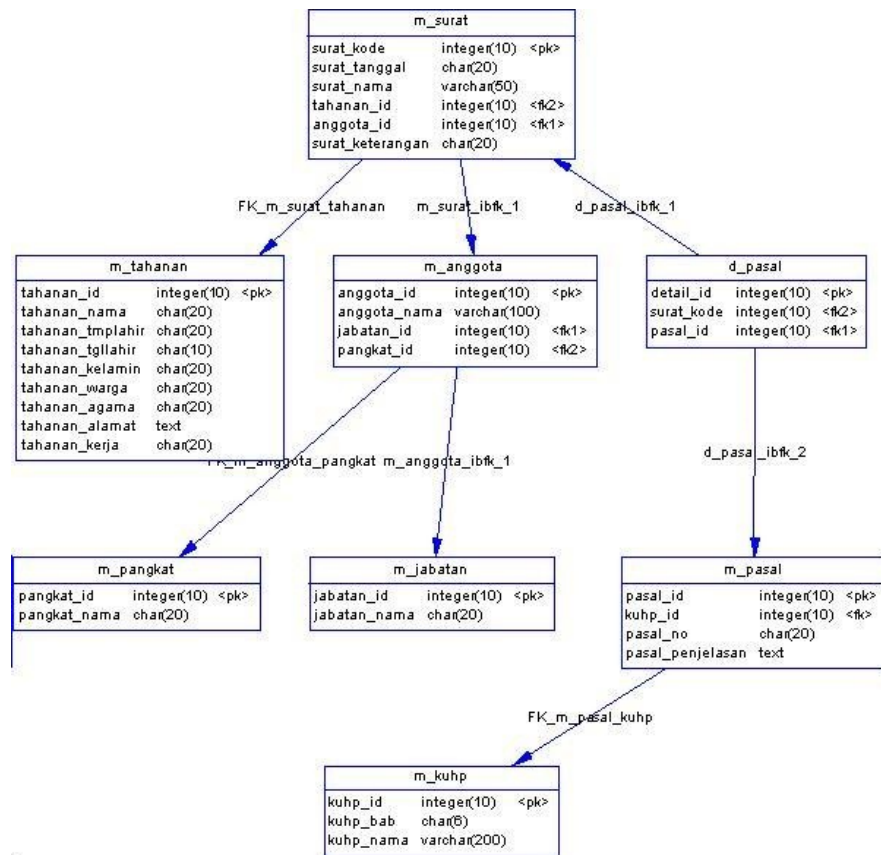 m_surat
surat_kode integer(10) <pk>
surat_tanggal char(20)
surat_nama varchar(50)
tahanan_id integer(10) <fk2>
anggota_id integer(10) <fk1>
surat_keterangan char(20)
FK_m_surat_tahanan m_surat_ibfk_1 d_pasal_ibfk_1
m_tahanan
tahanan_id integer(10) <pk>
tahanan_nama char(20)
tahanan_tmplahir char(20)
tahanan_tgllahir char(10)
tahanan_kelamin char(20)
tahanan_warga char(20)
tahanan_agama char(20)
tahanan_alamat text
tahanan_kerja char(20)
m_anggota
anggota_id integer(10) <pk>
anggota_nama varchar(100)
jabatan_id integer(10) <fk1>
pangkat_id integer(10) <fk2>
d_pasal
detail_id integer(10) <pk>
surat_kode integer(10) <fk2>
pasal_id integer(10) <fk1>
FK_m_anggota_pangkat m_anggota_ibfk_1
d_pasal_ibfk_2
m_pangkat
pangkat_id integer(10) <pk>
pangkat_nama char(20)
m_jabatan
jabatan_id integer(10) <pk>
jabatan_nama char(20)
m_pasal
pasal_id integer(10) <pk>
kuhp_id integer(10) <fk>
pasal_no char(20)
pasal_penjelasan text
FK_m_pasal_kuhp
m_kuhp
kuhp_id integer(10) <pk>
kuhp_bab char(6)
kuhp_nama varchar(200)